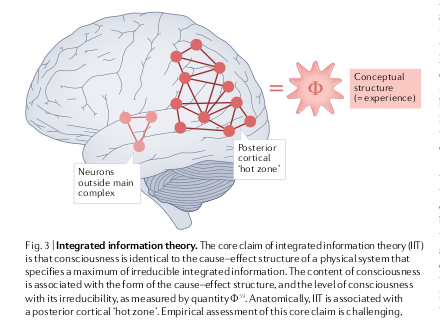 Φ
Conceptual
structure
(= experience)
=
Posterior
cortical
‘hot zone’
Neurons
outside main
complex
Fig. 3 | Integrated information theory. The core claim of integrated information theory (IIT)
is that consciousness is identical to the cause–effect structure of a physical system that
specifies a maximum of irreducible integrated information. The content of consciousness
is associated with the form of the cause–effect structure, and the level of consciousness
with its irreducibility, as measured by quantity Φ⁵⁹. Anatomically, IIT is associated with
a posterior cortical ‘hot zone’. Empirical assessment of this core claim is challenging,